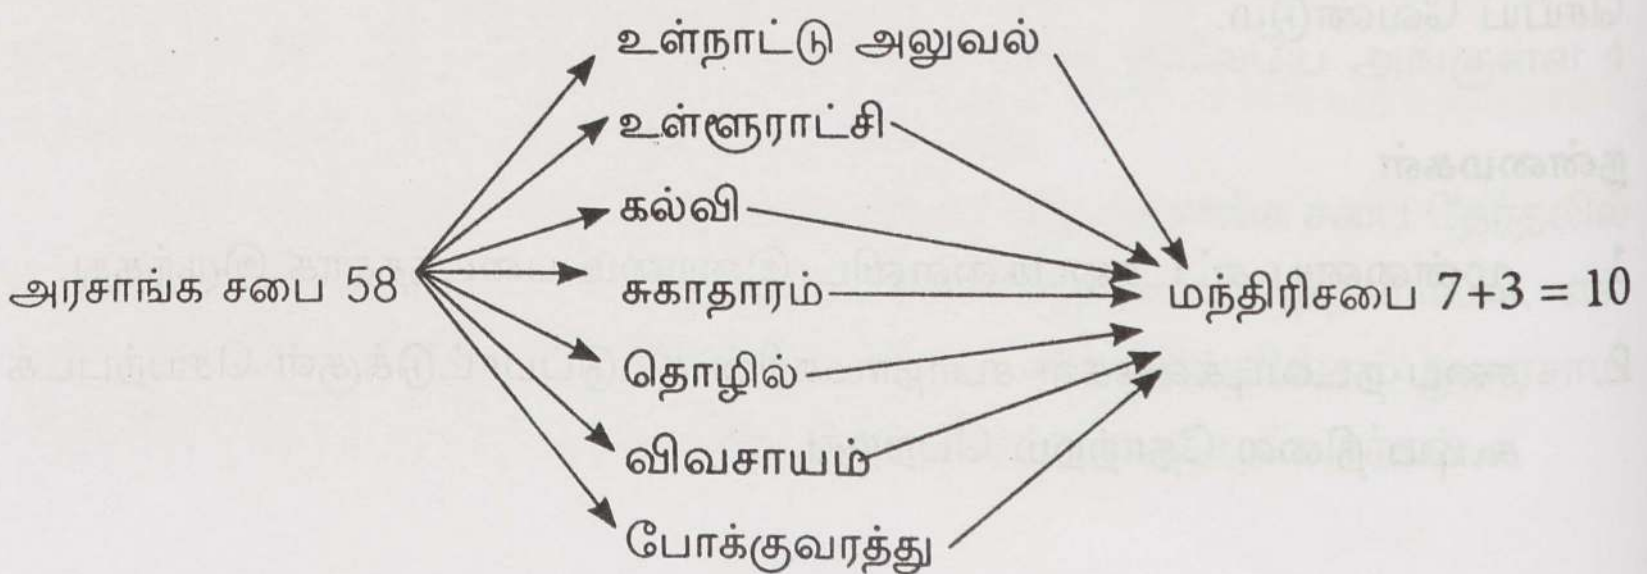 உள்நாட்டு அலுவல்
உள்ளூராட்சி
கல்வி
அரசாங்க சபை 58
சுகாதாரம்
மந்திரிசபை 7+3 = 10
தொழில்
விவசாயம்
போக்குவரத்து